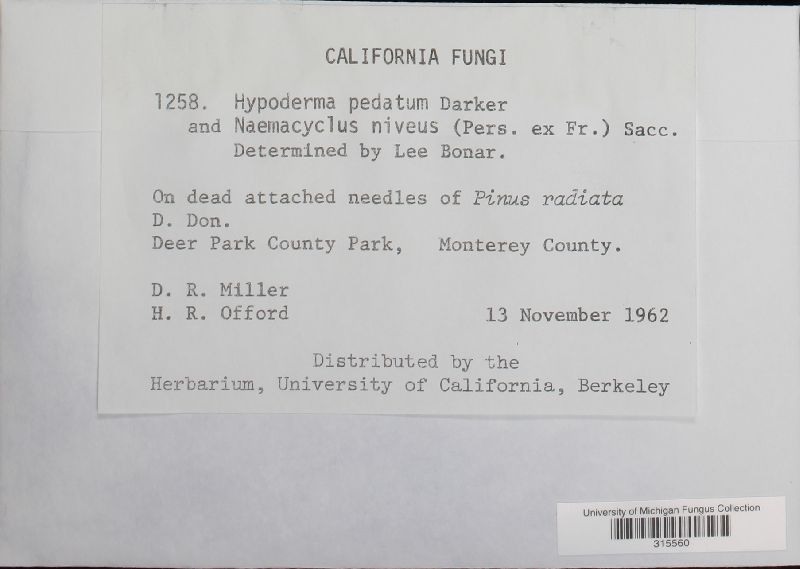 CALIFORNIA FUNGI
1258. Hypoderma pedatum Darker
and Naemacyclus niveus (Pers. ex Fr.) Sacc.
Determined by Lee Bonar.
On dead attached needles of Pinus radiata
D. Don.
Deer Park County Park, Monterey County.
D. R. Miller
H. R. Offord 13 November 1962
Distributed by the
Herbarium, University of California, Berkeley
University of Michigan Fungus Collection
315560